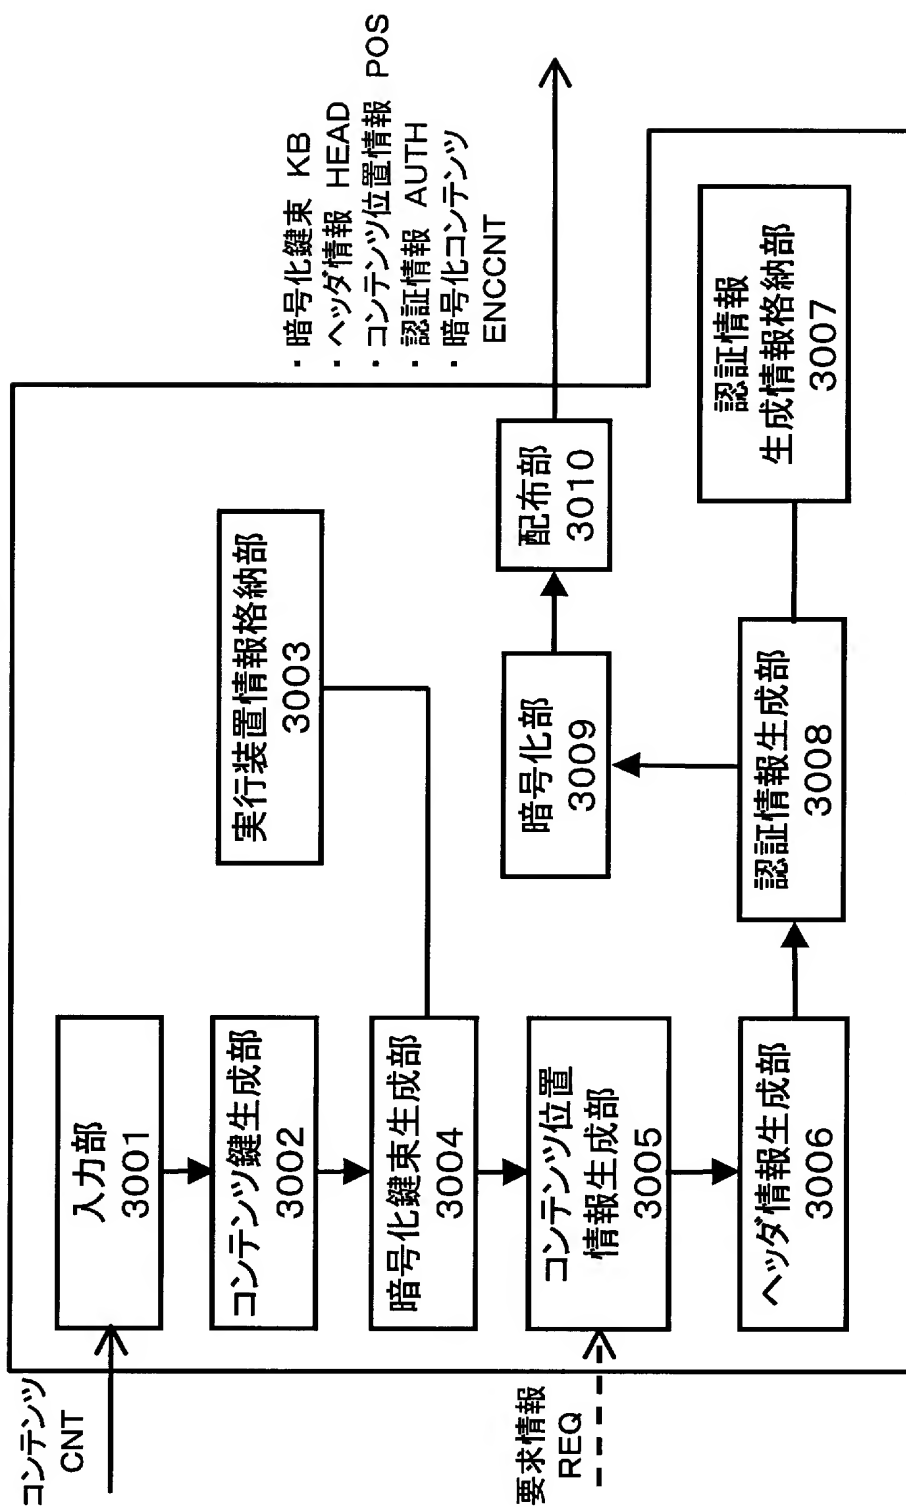 コンテンツ
CNT
入力部
3001
コンテンツ鍵生成部
3002
暗号化鍵束生成部
3004
実行装置情報格納部
3003
要求情報
REQ
コンテンツ位置
情報生成部
3005
ヘッダ情報生成部
3006
認証情報生成部
3008
認証情報
生成情報格納部
3007
暗号化部
3009
配布部
3010
・ 暗号化鍵束 KB
・ ヘッダ情報 HEAD
・ コンテンツ位置情報 POS
・ 認証情報 AUTH
・ 暗号化コンテンツ
ENCCNT